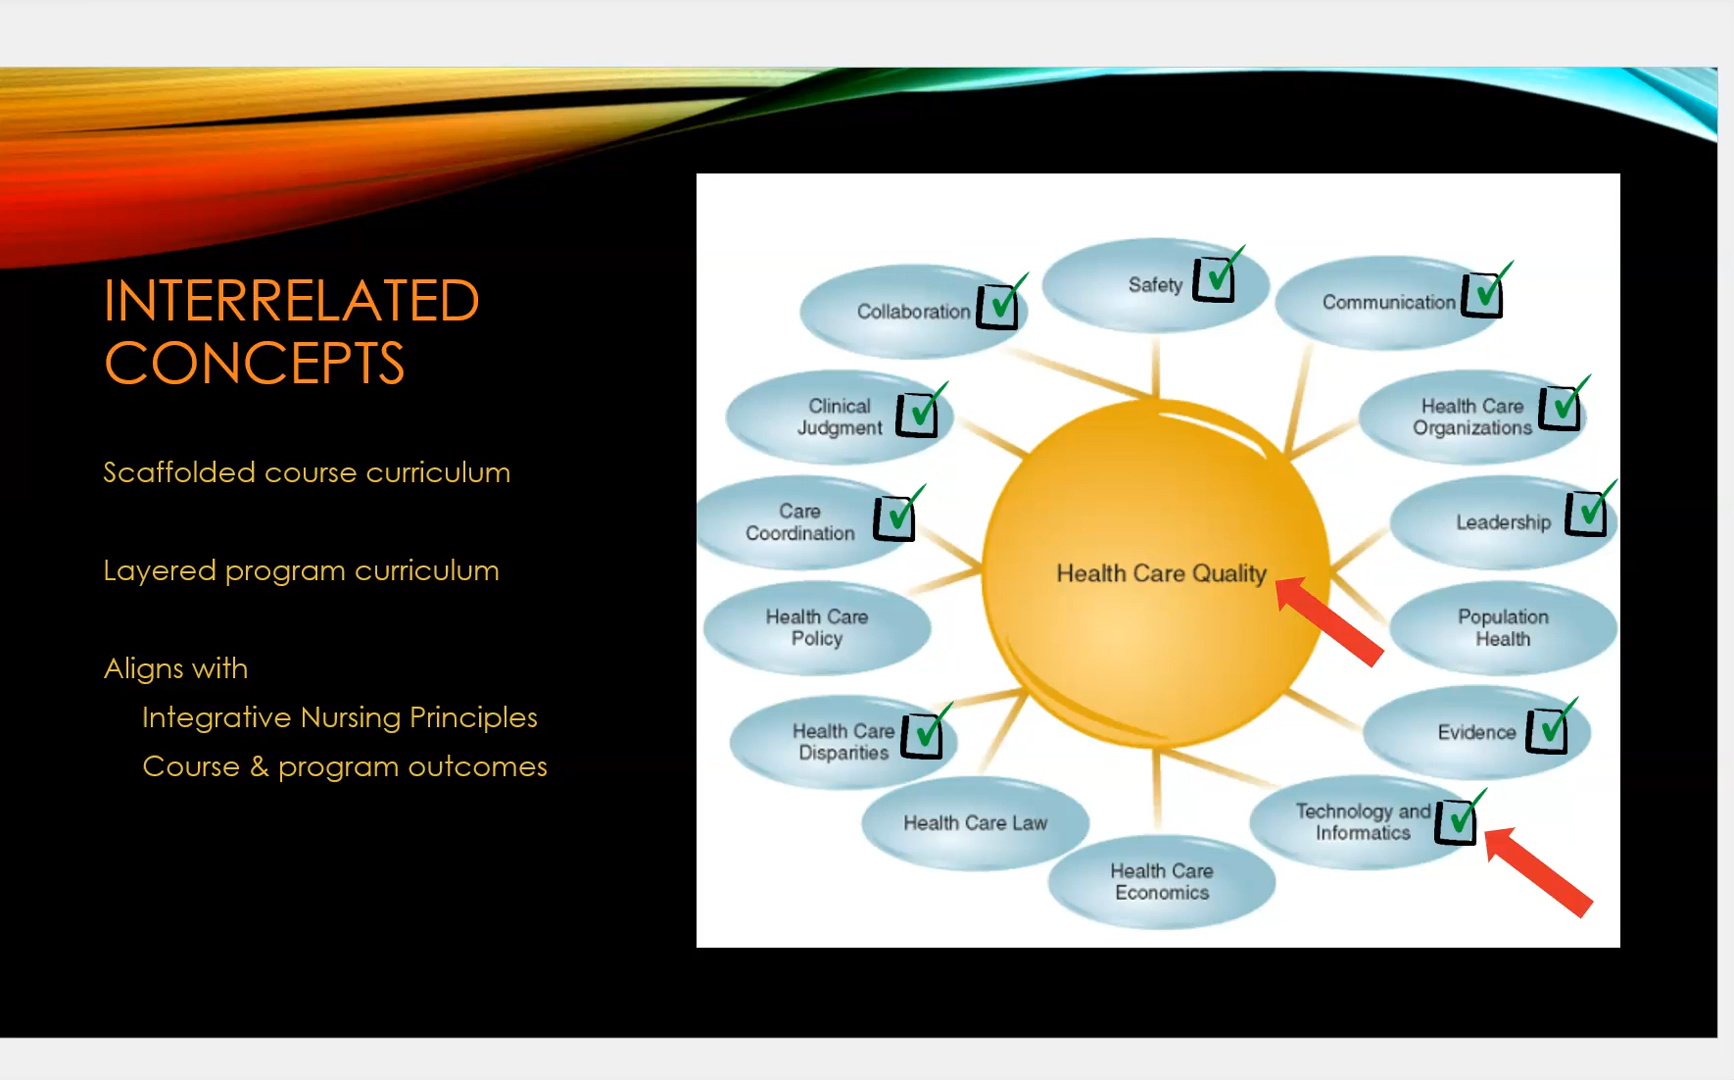 INTERRELATED
CONCEPTS
Scaffolded course curriculum
Layered program curriculum
Aligns with
Integrative Nursing Principles
Course & program outcomes
Safety
Collaboration
Communication
Clinical
Judgment
Health Care
Organizations
Care
Coordination
Leadership
Health Care Quality
Health Care
Policy
Population
Health
Health Care
Disparities
Evidence
Health Care Law
Technology and
Informatics
Health Care
Economics